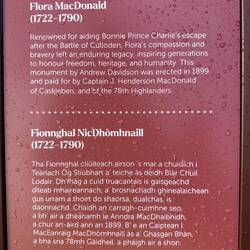 Flora MacDonald
(1722–1790)
Renowned for aiding Bonnie Prince Charlie's escape
after the Battle of Culloden, Flora's compassion and
bravery left an enduring legacy, inspiring generations
to honour freedom, heritage, and humanity. This
monument by Andrew Davidson was erected in 1899
and paid for by Captain J. Henderson MacDonald
of Caskieben, and of the 78th Highlanders.
Fionnghal NicDhòmhnaill
(1722–1790)
Tha Fionnghal cliùiteach airson 's mar a chuidich i
Teàrlach Òg Stiùbhart a' teiche às dèidh Blàr Chùil
Lodair. Dh'fhàg a cuid truacantais is gaisgeachd
dìleab mhaireannach, a' brosnachadh ghinealaichean
gus urram a thoirt do shaorsa, dualchas, is
daonnachd. Chlaidh an carragh-cuimhne seo,
a bh' air a dhèanamh le Anndra MacDhaibhidh,
a chur an-àird ann an 1899. B' e an Caiptean J.
MacEanraig MacDhòmhnaill) às a' Ghasgan Bhàn,
a bha sna 78mh Gàidheil, a phàigh air a shon.